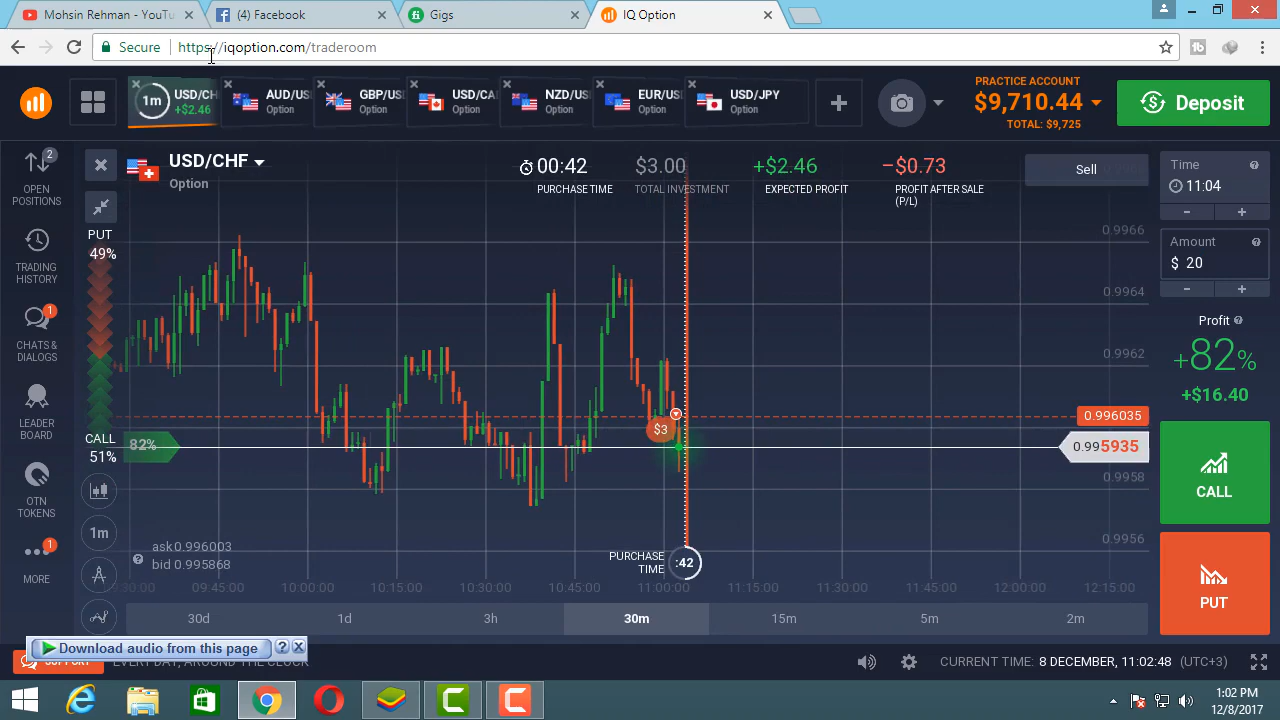 Mohsin Rehman - YouTu
(4) Facebook
Gigs
IQ Option
Secure
https://iqoption.com/traderoom
1m
USD/CH
+$2.46
AUD/US
Option
GBP/US
Option
USD/CA
Option
NZD/US
Option
EUR/US
Option
USD/JPY
Option
PRACTICE ACCOUNT
$9,710.44
TOTAL: $9,725
Deposit
2
OPEN
POSITIONS
TRADING
HISTORY
1
CHATS &
DIALOGS
LEADER
BOARD
OTN
TOKENS
1
MORE
USD/CHF
Option
00:42
PURCHASE TIME
$3.00
TOTAL INVESTMENT
+$2.46
EXPECTED PROFIT
−$0.73
PROFIT AFTER SALE
(P/L)
Sell
PUT
49%
CALL
51%
82%
1m
$3
0.9966
0.9964
0.9962
0.996035
0.995935
0.9958
0.9956
ask 0.996003
bid 0.995868
PURCHASE
TIME
:42
09:30:00
09:45:00
10:00:00
10:15:00
10:30:00
10:45:00
11:00:00
11:15:00
11:30:00
11:45:00
12:00:00
12:15:00
30d
1d
3h
30m
15m
5m
2m
Time
11:04
-
+
Amount
$ 20
-
+
Profit
+82%
+$16.40
CALL
PUT
Download audio from this page
SUPPORT
EVERY DAY, AROUND THE CLOCK
CURRENT TIME: 8 DECEMBER, 11:02:48 (UTC+3)
1:02 PM
12/8/2017